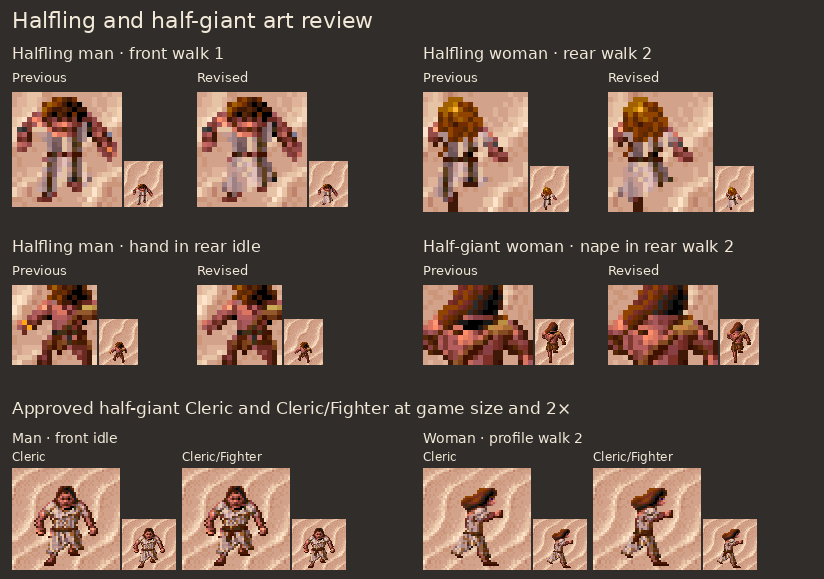 Halfling and half-giant art review
Halfling man · front walk 1
Halfling woman · rear walk 2
Previous
Revised
Previous
Revised
Halfling man · hand in rear idle
Half-giant woman · nape in rear walk 2
Previous
Revised
Previous
Revised
Approved half-giant Cleric and Cleric/Fighter at game size and 2×
Man · front idle
Woman · profile walk 2
Cleric
Cleric/Fighter
Cleric
Cleric/Fighter